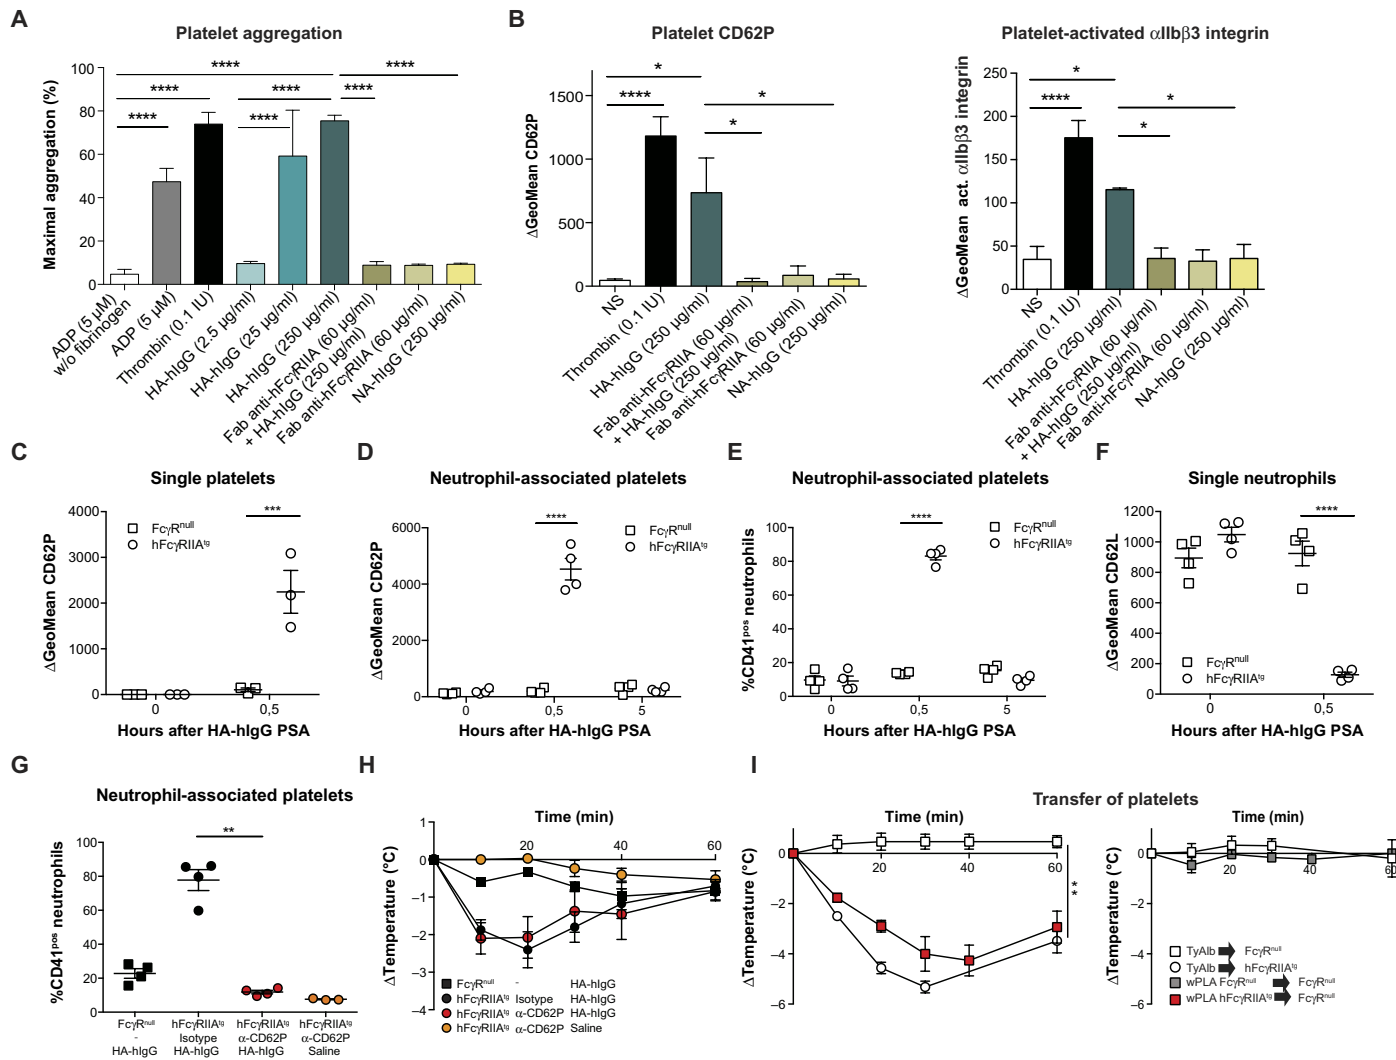 A
Platelet aggregation
Maximal aggregation (%)
100
80
60
40
20
0
****
****
****
****
****
****
****
****
ADP (5 µM)
w/o fibrinogen
ADP (5 µM)
Thrombin (0.1 IU)
HA-hIgG (2.5 µg/ml)
HA-hIgG (25 µg/ml)
HA-hIgG (250 µg/ml)
Fab anti-hFcγRIIA (60 µg/ml)
+ HA-hIgG (250 µg/ml)
Fab anti-hFcγRIIA (60 µg/ml)
NA-hIgG (250 µg/ml)
B
Platelet CD62P
ΔGeoMean CD62P
1500
1000
500
0
*
****
*
*
NS
Thrombin (0.1 IU)
HA-hIgG (250 µg/ml)
Fab anti-hFcγRIIA (60 µg/ml)
+ HA-hIgG (250 µg/ml)
Fab anti-hFcγRIIA (60 µg/ml)
NA-hIgG (250 µg/ml)
Platelet-activated αIIbβ3 integrin
ΔGeoMean act. αIIbβ3 integrin
250
200
150
100
50
0
*
****
*
*
NS
Thrombin (0.1 IU)
HA-hIgG (250 µg/ml)
Fab anti-hFcγRIIA (60 µg/ml)
+ HA-hIgG (250 µg/ml)
Fab anti-hFcγRIIA (60 µg/ml)
NA-hIgG (250 µg/ml)
C
Single platelets
ΔGeoMean CD62P
4000
3000
2000
1000
0
***
FcγRnull
hFcγRIIAtg
0
0,5
Hours after HA-hIgG PSA
D
Neutrophil-associated platelets
ΔGeoMean CD62P
6000
4000
2000
0
****
FcγRnull
hFcγRIIAtg
0
0,5
5
Hours after HA-hIgG PSA
E
Neutrophil-associated platelets
%CD41pos neutrophils
100
80
60
40
20
0
****
FcγRnull
hFcγRIIAtg
0
0,5
5
Hours after HA-hIgG PSA
F
Single neutrophils
ΔGeoMean CD62L
1200
1000
800
600
400
200
0
****
FcγRnull
hFcγRIIAtg
0
0,5
Hours after HA-hIgG PSA
G
Neutrophil-associated platelets
%CD41pos neutrophils
100
80
60
40
20
0
**
FcγRnull
-
HA-hIgG
hFcγRIIAtg
Isotype
HA-hIgG
hFcγRIIAtg
α-CD62P
HA-hIgG
hFcγRIIAtg
α-CD62P
Saline
H
Time (min)
ΔTemperature (°C)
1
0
–1
–2
–3
–4
20
40
60
FcγRnull - HA-hIgG
hFcγRIIAtg Isotype HA-hIgG
hFcγRIIAtg α-CD62P HA-hIgG
hFcγRIIAtg α-CD62P Saline
I
Transfer of platelets
Time (min)
ΔTemperature (°C)
0
–2
–4
–6
20
40
60
**
Time (min)
ΔTemperature (°C)
0
–2
–4
–6
20
40
60
TyAlb FcγRnull
TyAlb hFcγRIIAtg
wPLA FcγRnull FcγRnull
wPLA hFcγRIIAtg FcγRnull